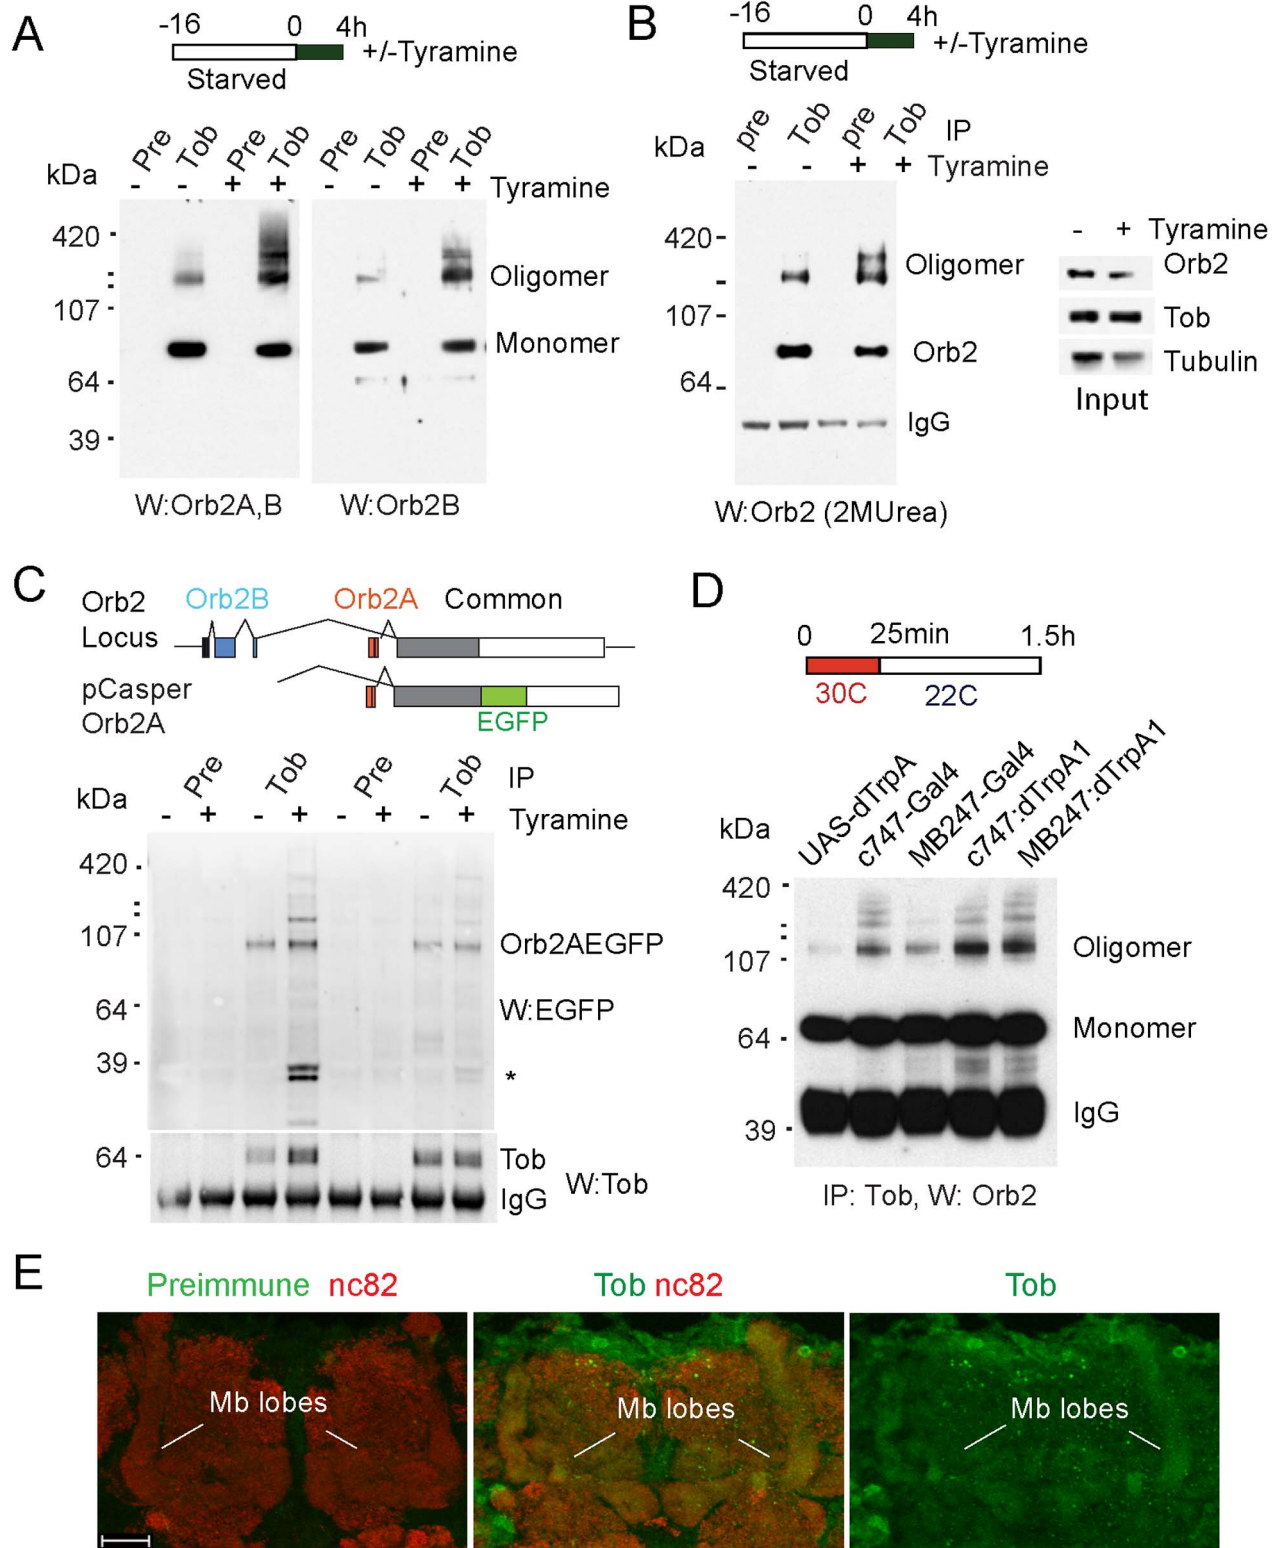 A
-16 0 4h
+/-Tyramine
Starved
Pre Tob Pre Tob Pre Tob Pre Tob
kDa
- - + + - - + + Tyramine
420
107
64
39
Oligomer
Monomer
W:Orb2A,B
W:Orb2B
B
-16 0 4h
+/-Tyramine
Starved
pre Tob pre Tob IP
kDa
- - + + Tyramine
420
107
64
Oligomer
Orb2
IgG
W:Orb2 (2MUrea)
- + Tyramine
Orb2
Tob
Tubulin
Input
C
Orb2 Orb2B Orb2A Common
Locus
pCasper
Orb2A
EGFP
Pre Tob Pre Tob IP
kDa
- + - + - + - + Tyramine
420
107
64
39
Orb2AEGFP
W:EGFP
*
64
Tob
IgG
W:Tob
D
0 25min 1.5h
30C 22C
UAS-dTrpA c747-Gal4 MB247-Gal4 c747:dTrpA1 MB247:dTrpA1
kDa
420
107
64
39
Oligomer
Monomer
IgG
IP: Tob, W: Orb2
E
Preimmune nc82
Tob nc82
Tob
Mb lobes
Mb lobes
Mb lobes